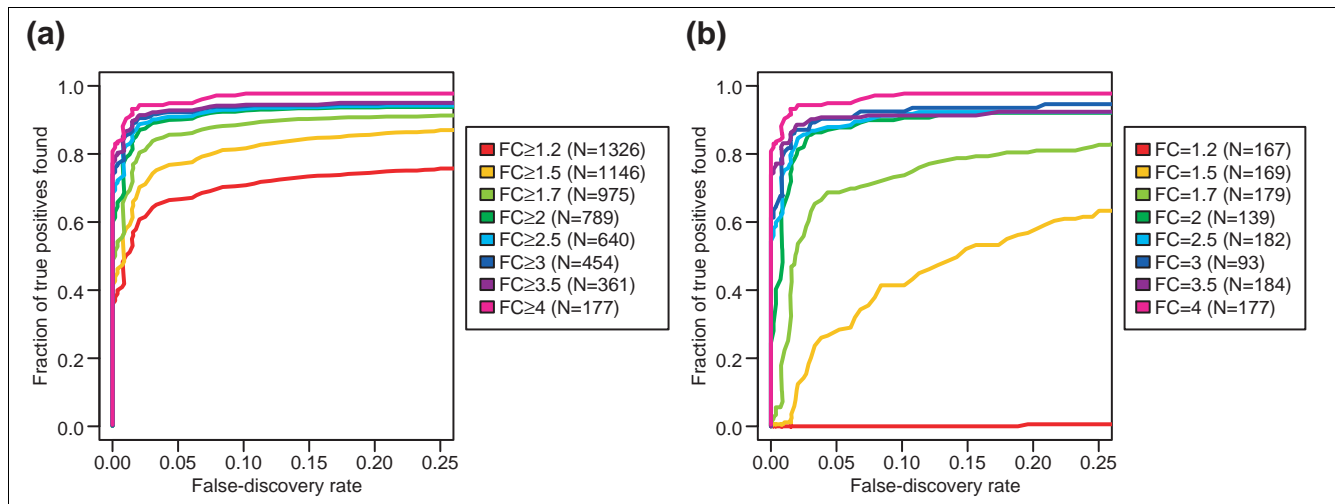 (a)
Fraction of true positives found
1.0
0.8
0.6
0.4
0.2
0.0
0.00 0.05 0.10 0.15 0.20 0.25
False-discovery rate
FC≥1.2 (N=1326)
FC≥1.5 (N=1146)
FC≥1.7 (N=975)
FC≥2 (N=789)
FC≥2.5 (N=640)
FC≥3 (N=454)
FC≥3.5 (N=361)
FC≥4 (N=177)
(b)
Fraction of true positives found
1.0
0.8
0.6
0.4
0.2
0.0
0.00 0.05 0.10 0.15 0.20 0.25
False-discovery rate
FC=1.2 (N=167)
FC=1.5 (N=169)
FC=1.7 (N=179)
FC=2 (N=139)
FC=2.5 (N=182)
FC=3 (N=93)
FC=3.5 (N=184)
FC=4 (N=177)